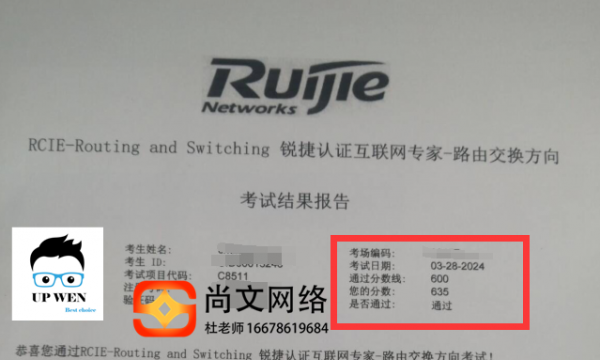 Ruijie
Networks
RCIE-Routing and Switching 锐捷认证互联网专家-路由交换方向
考试结果报告
考生姓名:
考生 ID:
考试项目代码: C8511
考场编码:
考试日期: 03-28-2024
通过分数线: 600
您的分数: 635
是否通过: 通过
UP WEN
Best choice
尚文网络
杜老师 16678619684
恭喜您通过RCIE-Routing and Switching 锐捷认证互联网专家-路由交换方向考试!